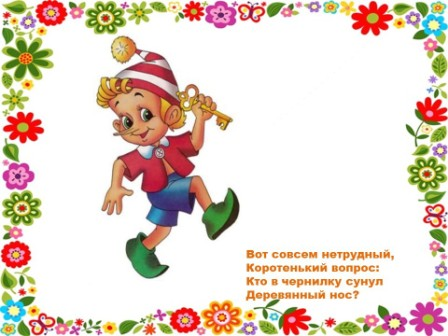 Вот совсем нетрудный,
Коротенький вопрос:
Кто в чернилку сунул
Деревянный нос?